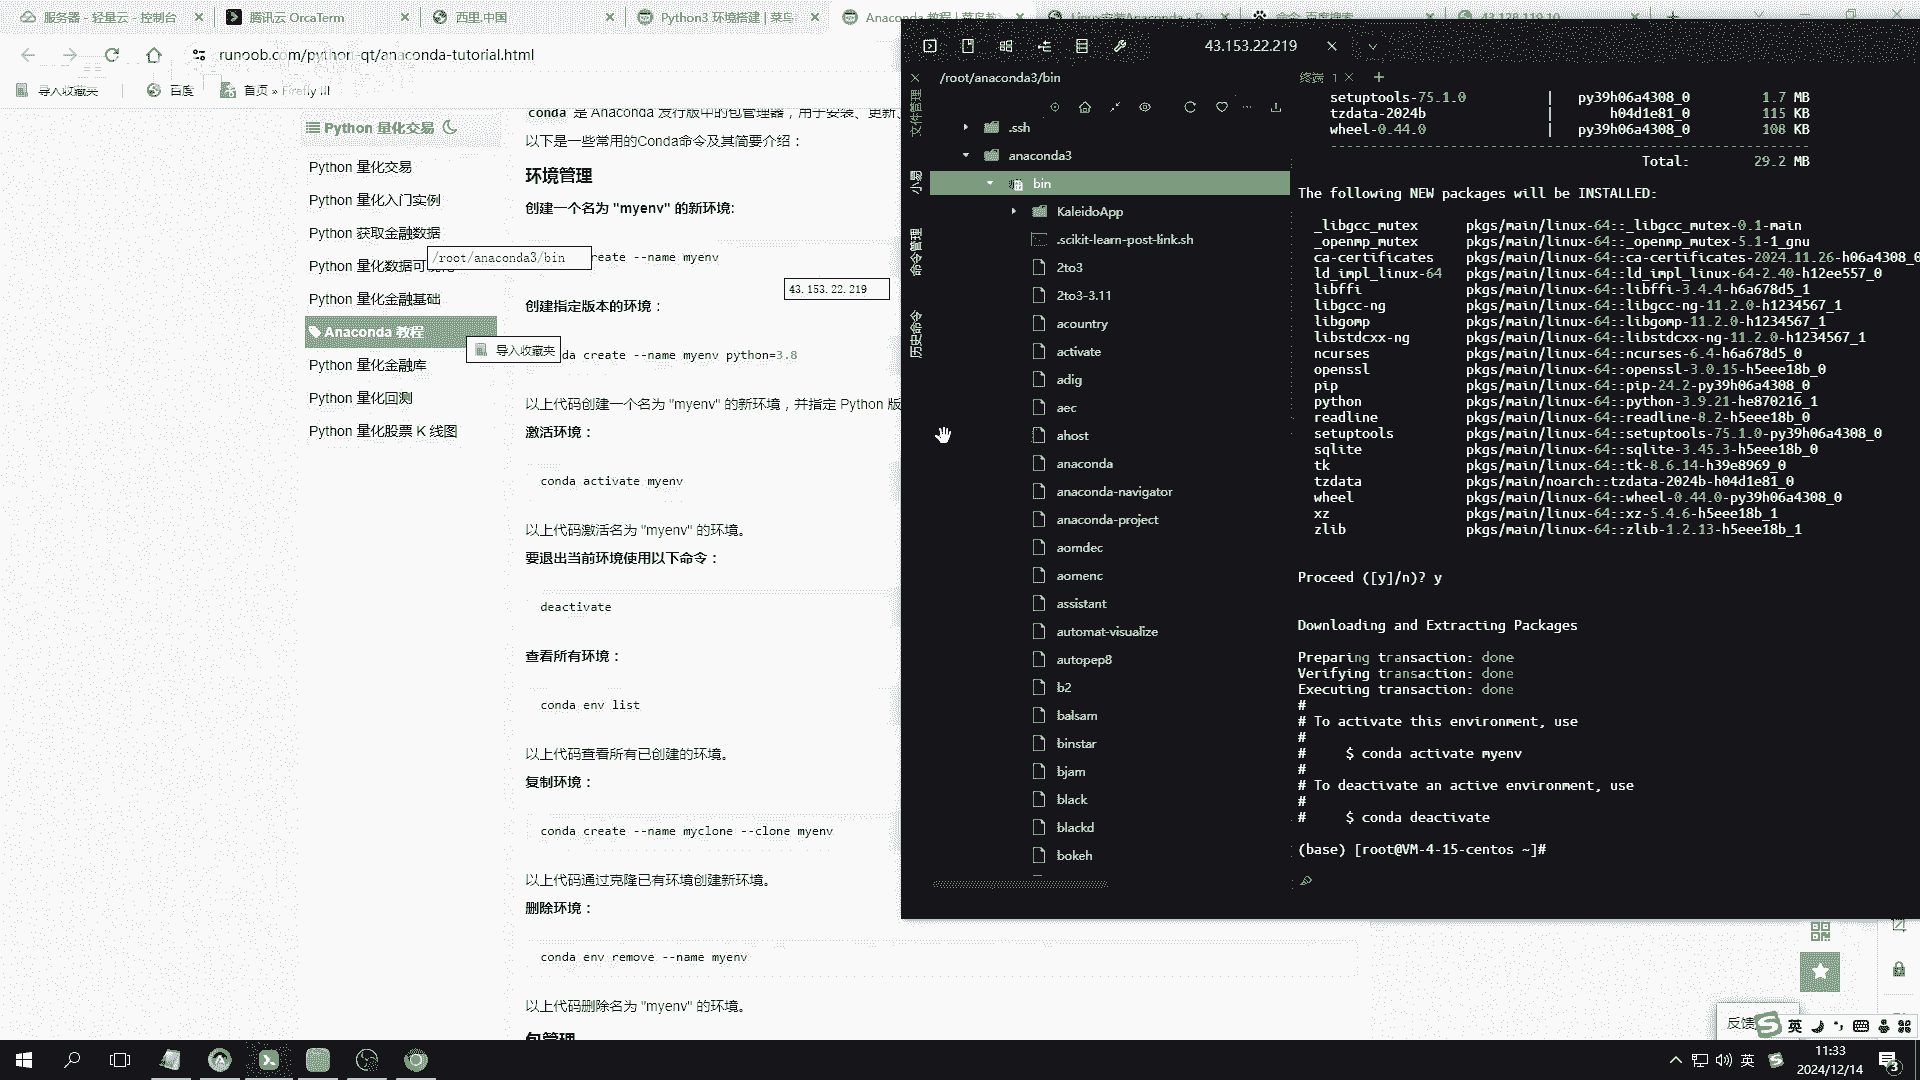 服务器 - 轻量云 - 控制台
腾讯云 OrcaTerm
西里.中国
Python3 环境搭建 | 菜鸟
Anaconda 教程 | 菜鸟教
runoob.com/python-qt/anaconda-tutorial.html
导入收藏夹
百度
首页 » Firefly III
Python 量化交易
Python 量化交易
Python 量化入门实例
Python 获取金融数据
Python 量化数据可
Python 量化金融基础
Anaconda 教程
Python 量化金融库
Python 量化回测
Python 量化股票 K 线图
/root/anaconda3/bin
43.153.22.219
导入收藏夹
conda 是 Anaconda 发行版中的包管理器，用于安装、更新、
以下是一些常用的Conda命令及其简要介绍：
环境管理
创建一个名为 "myenv" 的新环境:
create --name myenv
创建指定版本的环境：
da create --name myenv python=3.8
以上代码创建一个名为 "myenv" 的新环境，并指定 Python 版
激活环境：
conda activate myenv
以上代码激活名为 "myenv" 的环境。
要退出当前环境使用以下命令：
deactivate
查看所有环境：
conda env list
以上代码查看所有已创建的环境。
复制环境：
conda create --name myclone --clone myenv
以上代码通过克隆已有环境创建新环境。
删除环境：
conda env remove --name myenv
以上代码删除名为 "myenv" 的环境。
包管理
43.153.22.219
/root/anaconda3/bin
文件管理
命令管理
历史命令
.ssh
anaconda3
bin
KaleidoApp
.scikit-learn-post-link.sh
2to3
2to3-3.11
acountry
activate
adig
aec
ahost
anaconda
anaconda-navigator
anaconda-project
aomdec
aomenc
assistant
automat-visualize
autopep8
b2
balsam
binstar
bjam
black
blackd
bokeh
终端 1
setuptools-75.1.0 | py39h06a4308_0 1.7 MB
tzdata-2024b | h04d1e81_0 115 KB
wheel-0.44.0 | py39h06a4308_0 108 KB
------------------------------------------------------------
Total: 29.2 MB
The following NEW packages will be INSTALLED:
_libgcc_mutex pkgs/main/linux-64::_libgcc_mutex-0.1-main
_openmp_mutex pkgs/main/linux-64::_openmp_mutex-5.1-1_gnu
ca-certificates pkgs/main/linux-64::ca-certificates-2024.11.26-h06a4308_0
ld_impl_linux-64 pkgs/main/linux-64::ld_impl_linux-64-2.40-h12ee557_0
libffi pkgs/main/linux-64::libffi-3.4.4-h6a678d5_1
libgcc-ng pkgs/main/linux-64::libgcc-ng-11.2.0-h1234567_1
libgomp pkgs/main/linux-64::libgomp-11.2.0-h1234567_1
libstdcxx-ng pkgs/main/linux-64::libstdcxx-ng-11.2.0-h1234567_1
ncurses pkgs/main/linux-64::ncurses-6.4-h6a678d5_0
openssl pkgs/main/linux-64::openssl-3.0.15-h5eee18b_0
pip pkgs/main/linux-64::pip-24.2-py39h06a4308_0
python pkgs/main/linux-64::python-3.9.21-he870216_1
readline pkgs/main/linux-64::readline-8.2-h5eee18b_0
setuptools pkgs/main/linux-64::setuptools-75.1.0-py39h06a4308_0
sqlite pkgs/main/linux-64::sqlite-3.45.3-h5eee18b_0
tk pkgs/main/linux-64::tk-8.6.14-h39e8969_0
tzdata pkgs/main/noarch::tzdata-2024b-h04d1e81_0
wheel pkgs/main/linux-64::wheel-0.44.0-py39h06a4308_0
xz pkgs/main/linux-64::xz-5.4.6-h5eee18b_1
zlib pkgs/main/linux-64::zlib-1.2.13-h5eee18b_1
Proceed ([y]/n)? y
Downloading and Extracting Packages
Preparing transaction: done
Verifying transaction: done
Executing transaction: done
#
# To activate this environment, use
#
# $ conda activate myenv
#
# To deactivate an active environment, use
#
# $ conda deactivate
(base) [root@VM-4-15-centos ~]#
反馈
英
英
11:33
2024/12/14
3